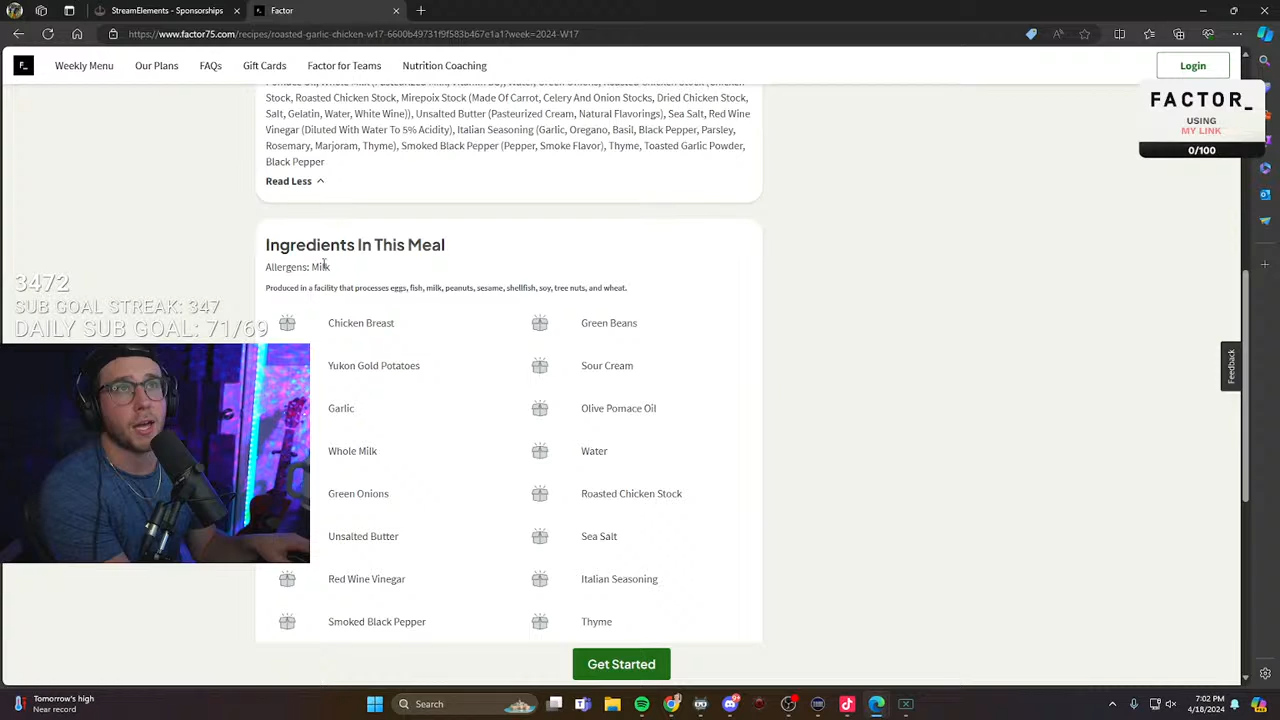 StreamElements - Sponsorships
Factor
https://www.factor75.com/recipes/roasted-garlic-chicken-w17-6600b49731f9f583b467e1a1?week=2024-W17
F_
Weekly Menu
Our Plans
FAQs
Gift Cards
Factor for Teams
Nutrition Coaching
Login
FACTOR_
USING
MY LINK
0/100
Stock, Roasted Chicken Stock, Mirepoix Stock (Made Of Carrot, Celery And Onion Stocks, Dried Chicken Stock,
Salt, Gelatin, Water, White Wine)), Unsalted Butter (Pasteurized Cream, Natural Flavorings), Sea Salt, Red Wine
Vinegar (Diluted With Water To 5% Acidity), Italian Seasoning (Garlic, Oregano, Basil, Black Pepper, Parsley,
Rosemary, Marjoram, Thyme), Smoked Black Pepper (Pepper, Smoke Flavor), Thyme, Toasted Garlic Powder,
Black Pepper
Read Less
Ingredients In This Meal
Allergens: Milk
Produced in a facility that processes eggs, fish, milk, peanuts, sesame, shellfish, soy, tree nuts, and wheat.
3472
SUB GOAL STREAK: 347
DAILY SUB GOAL: 71/69
Chicken Breast
Green Beans
Yukon Gold Potatoes
Sour Cream
Garlic
Olive Pomace Oil
Whole Milk
Water
Green Onions
Roasted Chicken Stock
Unsalted Butter
Sea Salt
Red Wine Vinegar
Italian Seasoning
Smoked Black Pepper
Thyme
Feedback
Get Started
Tomorrow's high
Near record
Search
7:02 PM
4/18/2024